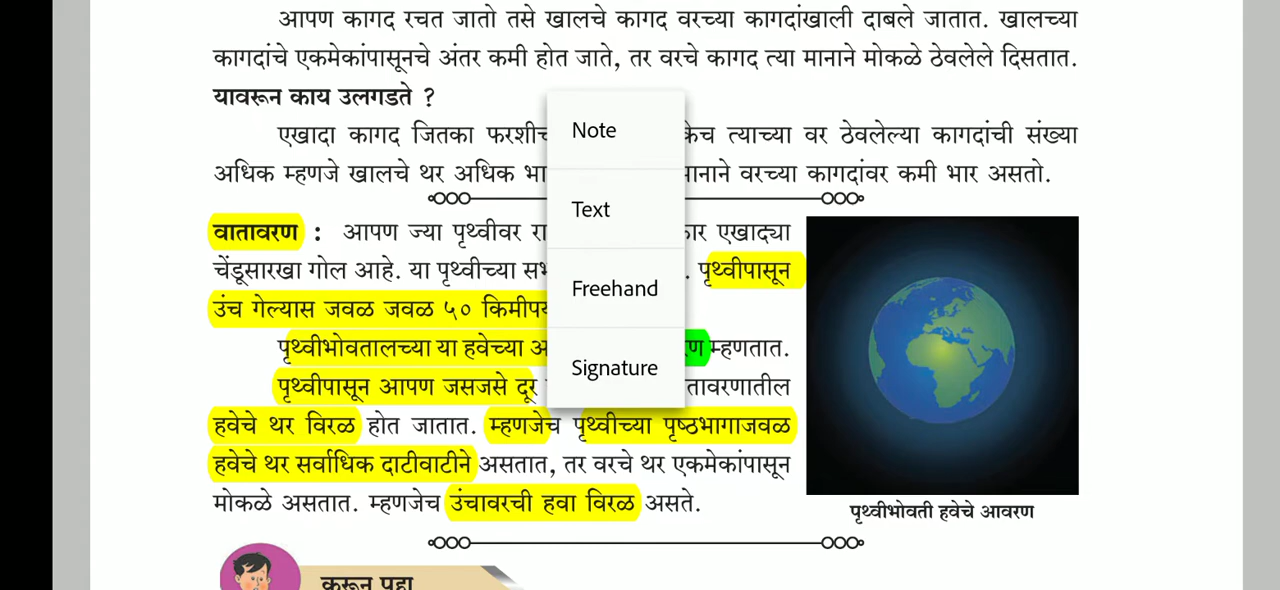 आपण कागद रचत जातो तसे खालचे कागद वरच्या कागदांखाली दाबले जातात. खालच्या
कागदांचे एकमेकांपासूनचे अंतर कमी होत जाते, तर वरचे कागद त्या मानाने मोकळे ठेवलेले दिसतात.
यावरून काय उलगडते ?
एखादा कागद जितका त्याच्या वर ठेवलेल्या कागदांची संख्या
अधिक म्हणजे खालचे थर अधिक वरच्या कागदांवर कमी भार असतो.
Note
Text
Freehand
Signature
वातावरण : आपण ज्या पृथ्वीवर एखाद्या
चेंडूसारखा गोल आहे. या पृथ्वीच्या पृथ्वीपासून
उंच गेल्यास जवळ जवळ ५०
पृथ्वीभोवतालच्या या हवेच्या म्हणतात.
पृथ्वीपासून आपण जसजसे दूर
हवेचे थर विरळ होत जातात. म्हणजेच पृथ्वीच्या पृष्ठभागाजवळ
हवेचे थर सर्वाधिक दाटीवाटीने असतात, तर वरचे थर एकमेकांपासून
मोकळे असतात. म्हणजेच उंचावरची हवा विरळ असते.
पृथ्वीभोवती हवेचे आवरण
करून पहा